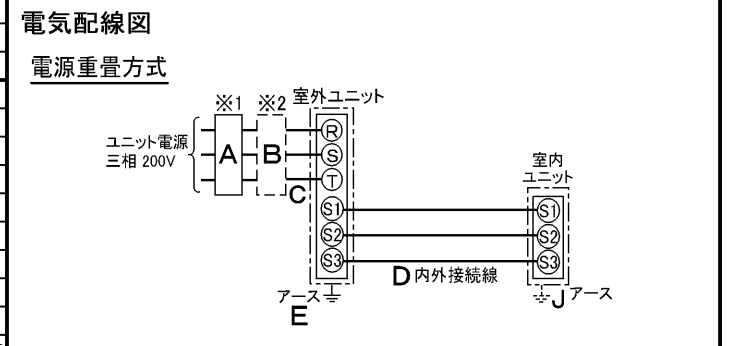 電気配線図
電源重畳方式
※1 ※2 室外ユニット
ユニット電源
三相 200V
A
B
C
R
S
T
S1
S2
S3
室内
ユニット
S1
S2
S3
D 内外接続線
アース
E
J アース